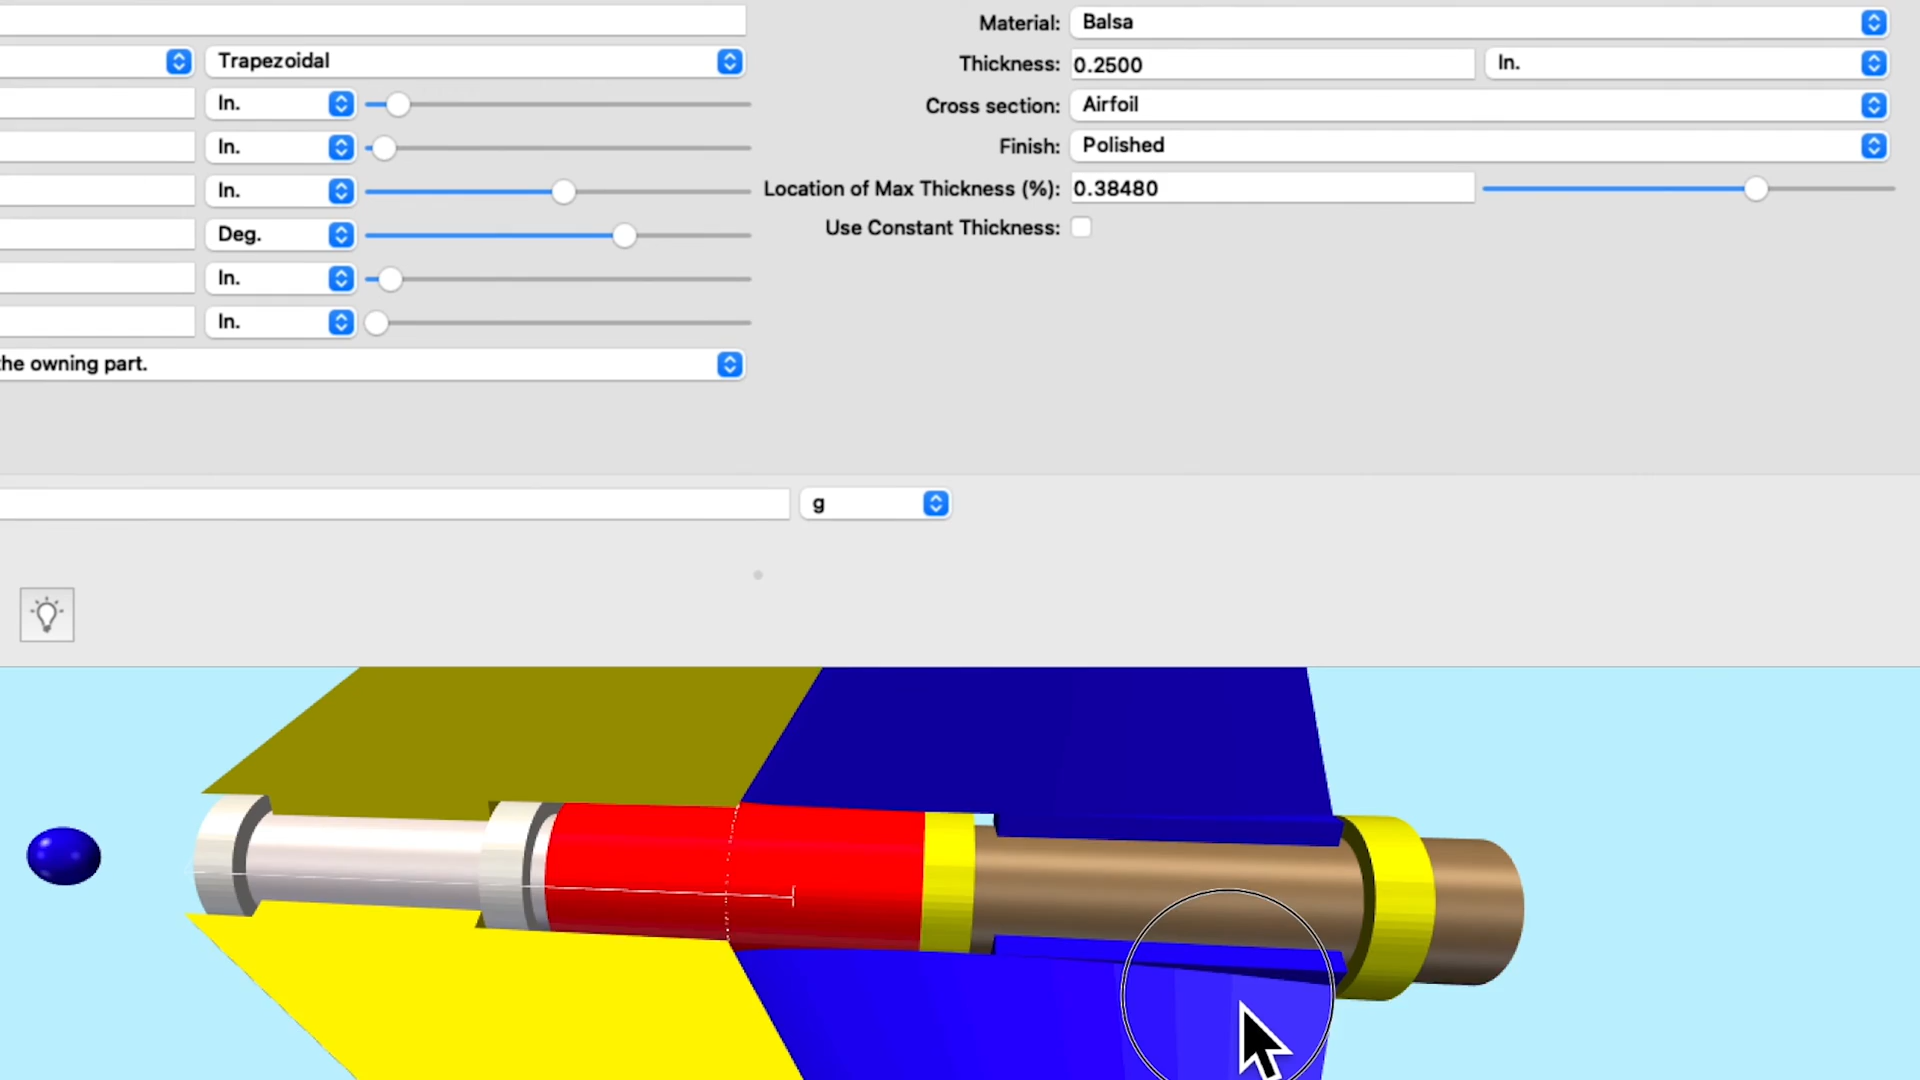 Trapezoidal
In.
In.
In.
Deg.
In.
In.
the owning part.
Material: Balsa
Thickness: 0.2500 In.
Cross section: Airfoil
Finish: Polished
Location of Max Thickness (%): 0.38480
Use Constant Thickness:
g